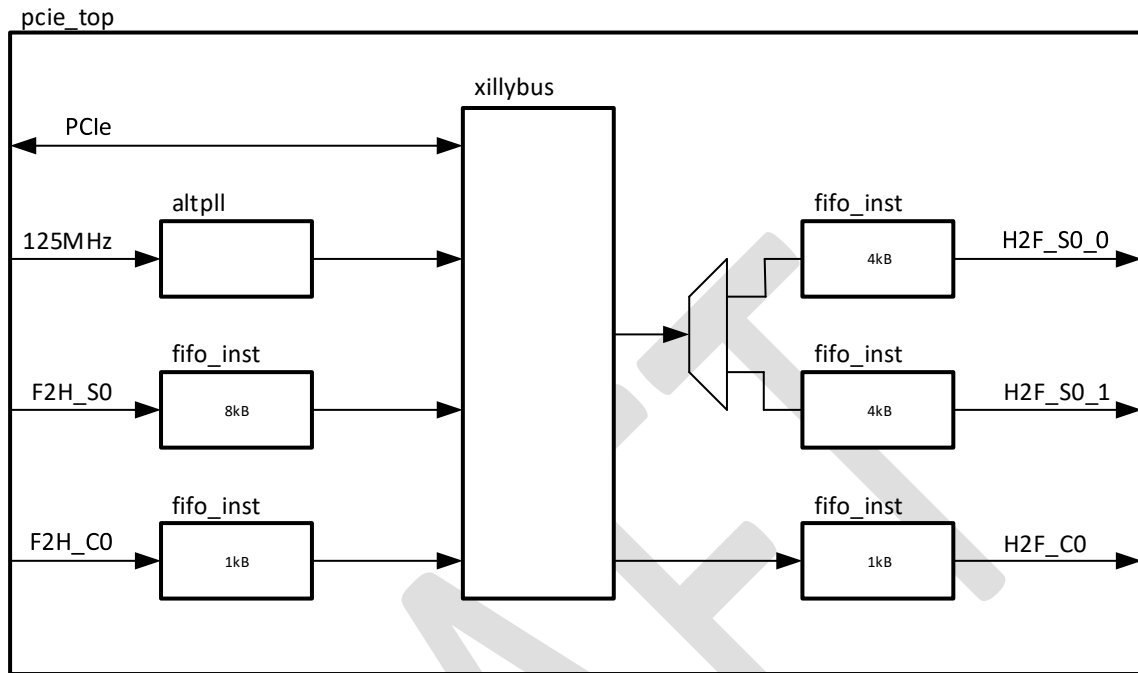 pcie_top
xillybus
PCIe
altpll
fifo_inst
125MHz
4kB
H2F_S0_0
fifo_inst
fifo_inst
F2H_S0
8kB
4kB
H2F_S0_1
fifo_inst
fifo_inst
F2H_C0
1kB
1kB
H2F_C0